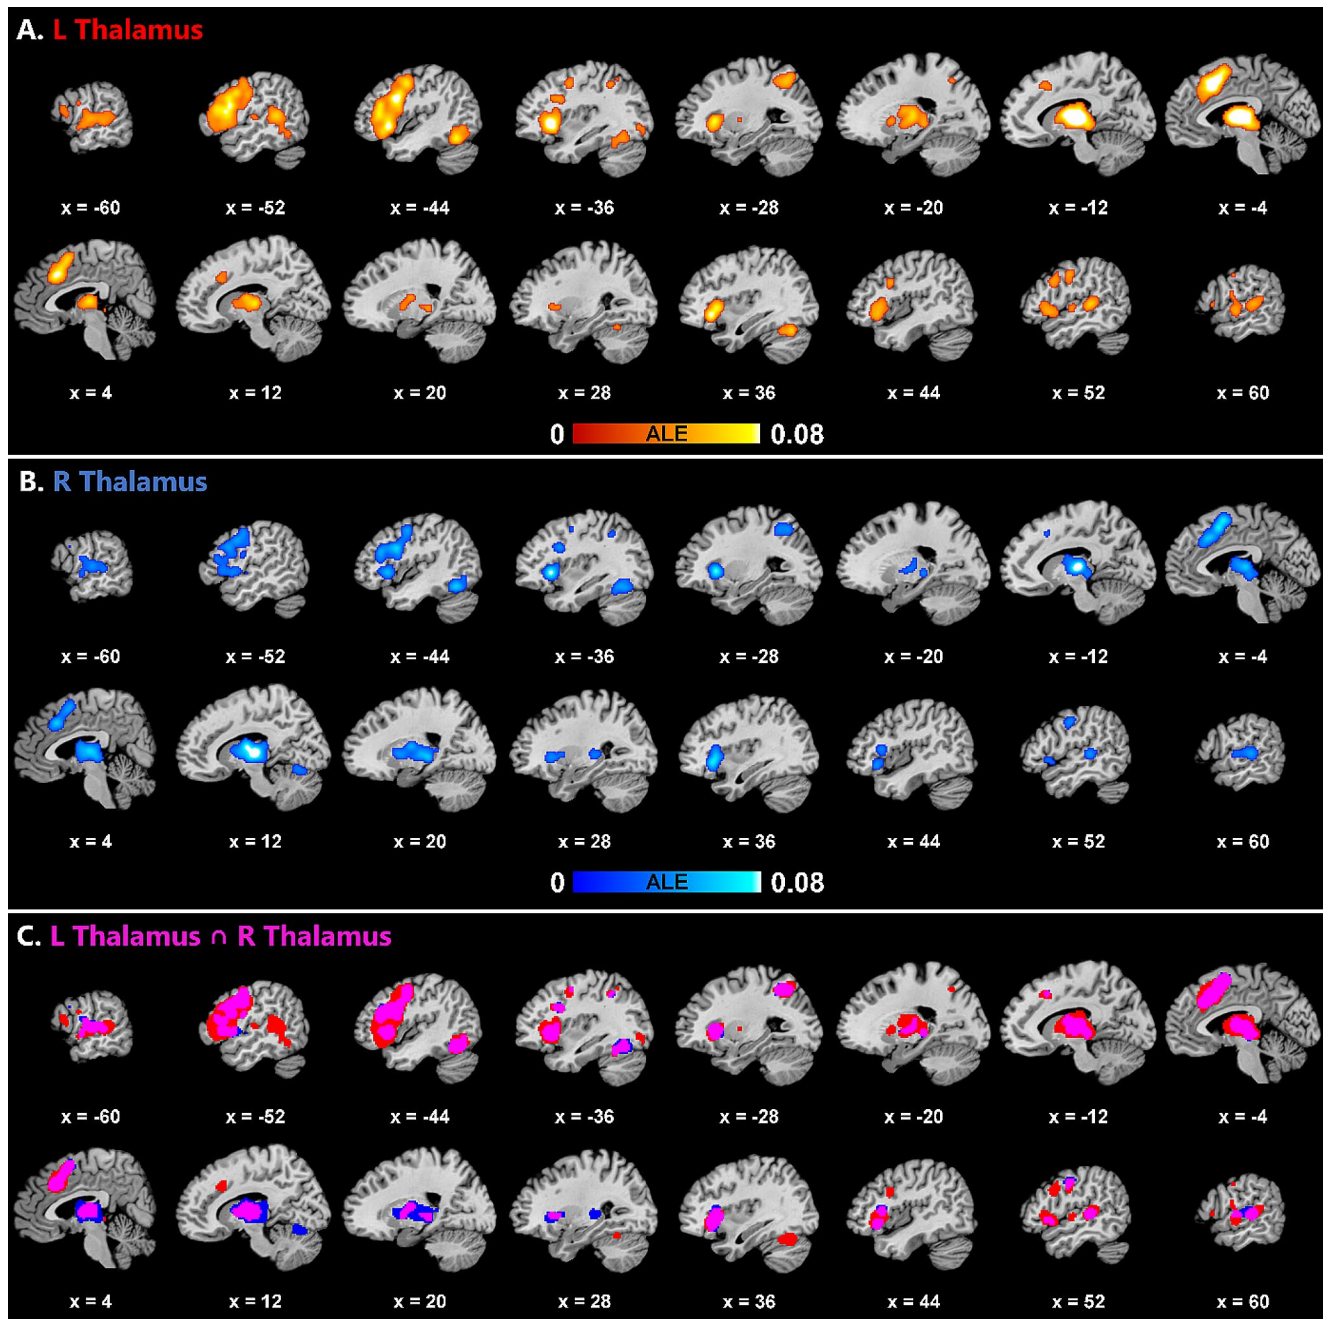 A. L Thalamus
x = -60 x = -52 x = -44 x = -36 x = -28 x = -20 x = -12 x = -4
x = 4 x = 12 x = 20 x = 28 x = 36 x = 44 x = 52 x = 60
0 ALE 0.08
B. R Thalamus
x = -60 x = -52 x = -44 x = -36 x = -28 x = -20 x = -12 x = -4
x = 4 x = 12 x = 20 x = 28 x = 36 x = 44 x = 52 x = 60
0 ALE 0.08
C. L Thalamus ∩ R Thalamus
x = -60 x = -52 x = -44 x = -36 x = -28 x = -20 x = -12 x = -4
x = 4 x = 12 x = 20 x = 28 x = 36 x = 44 x = 52 x = 60